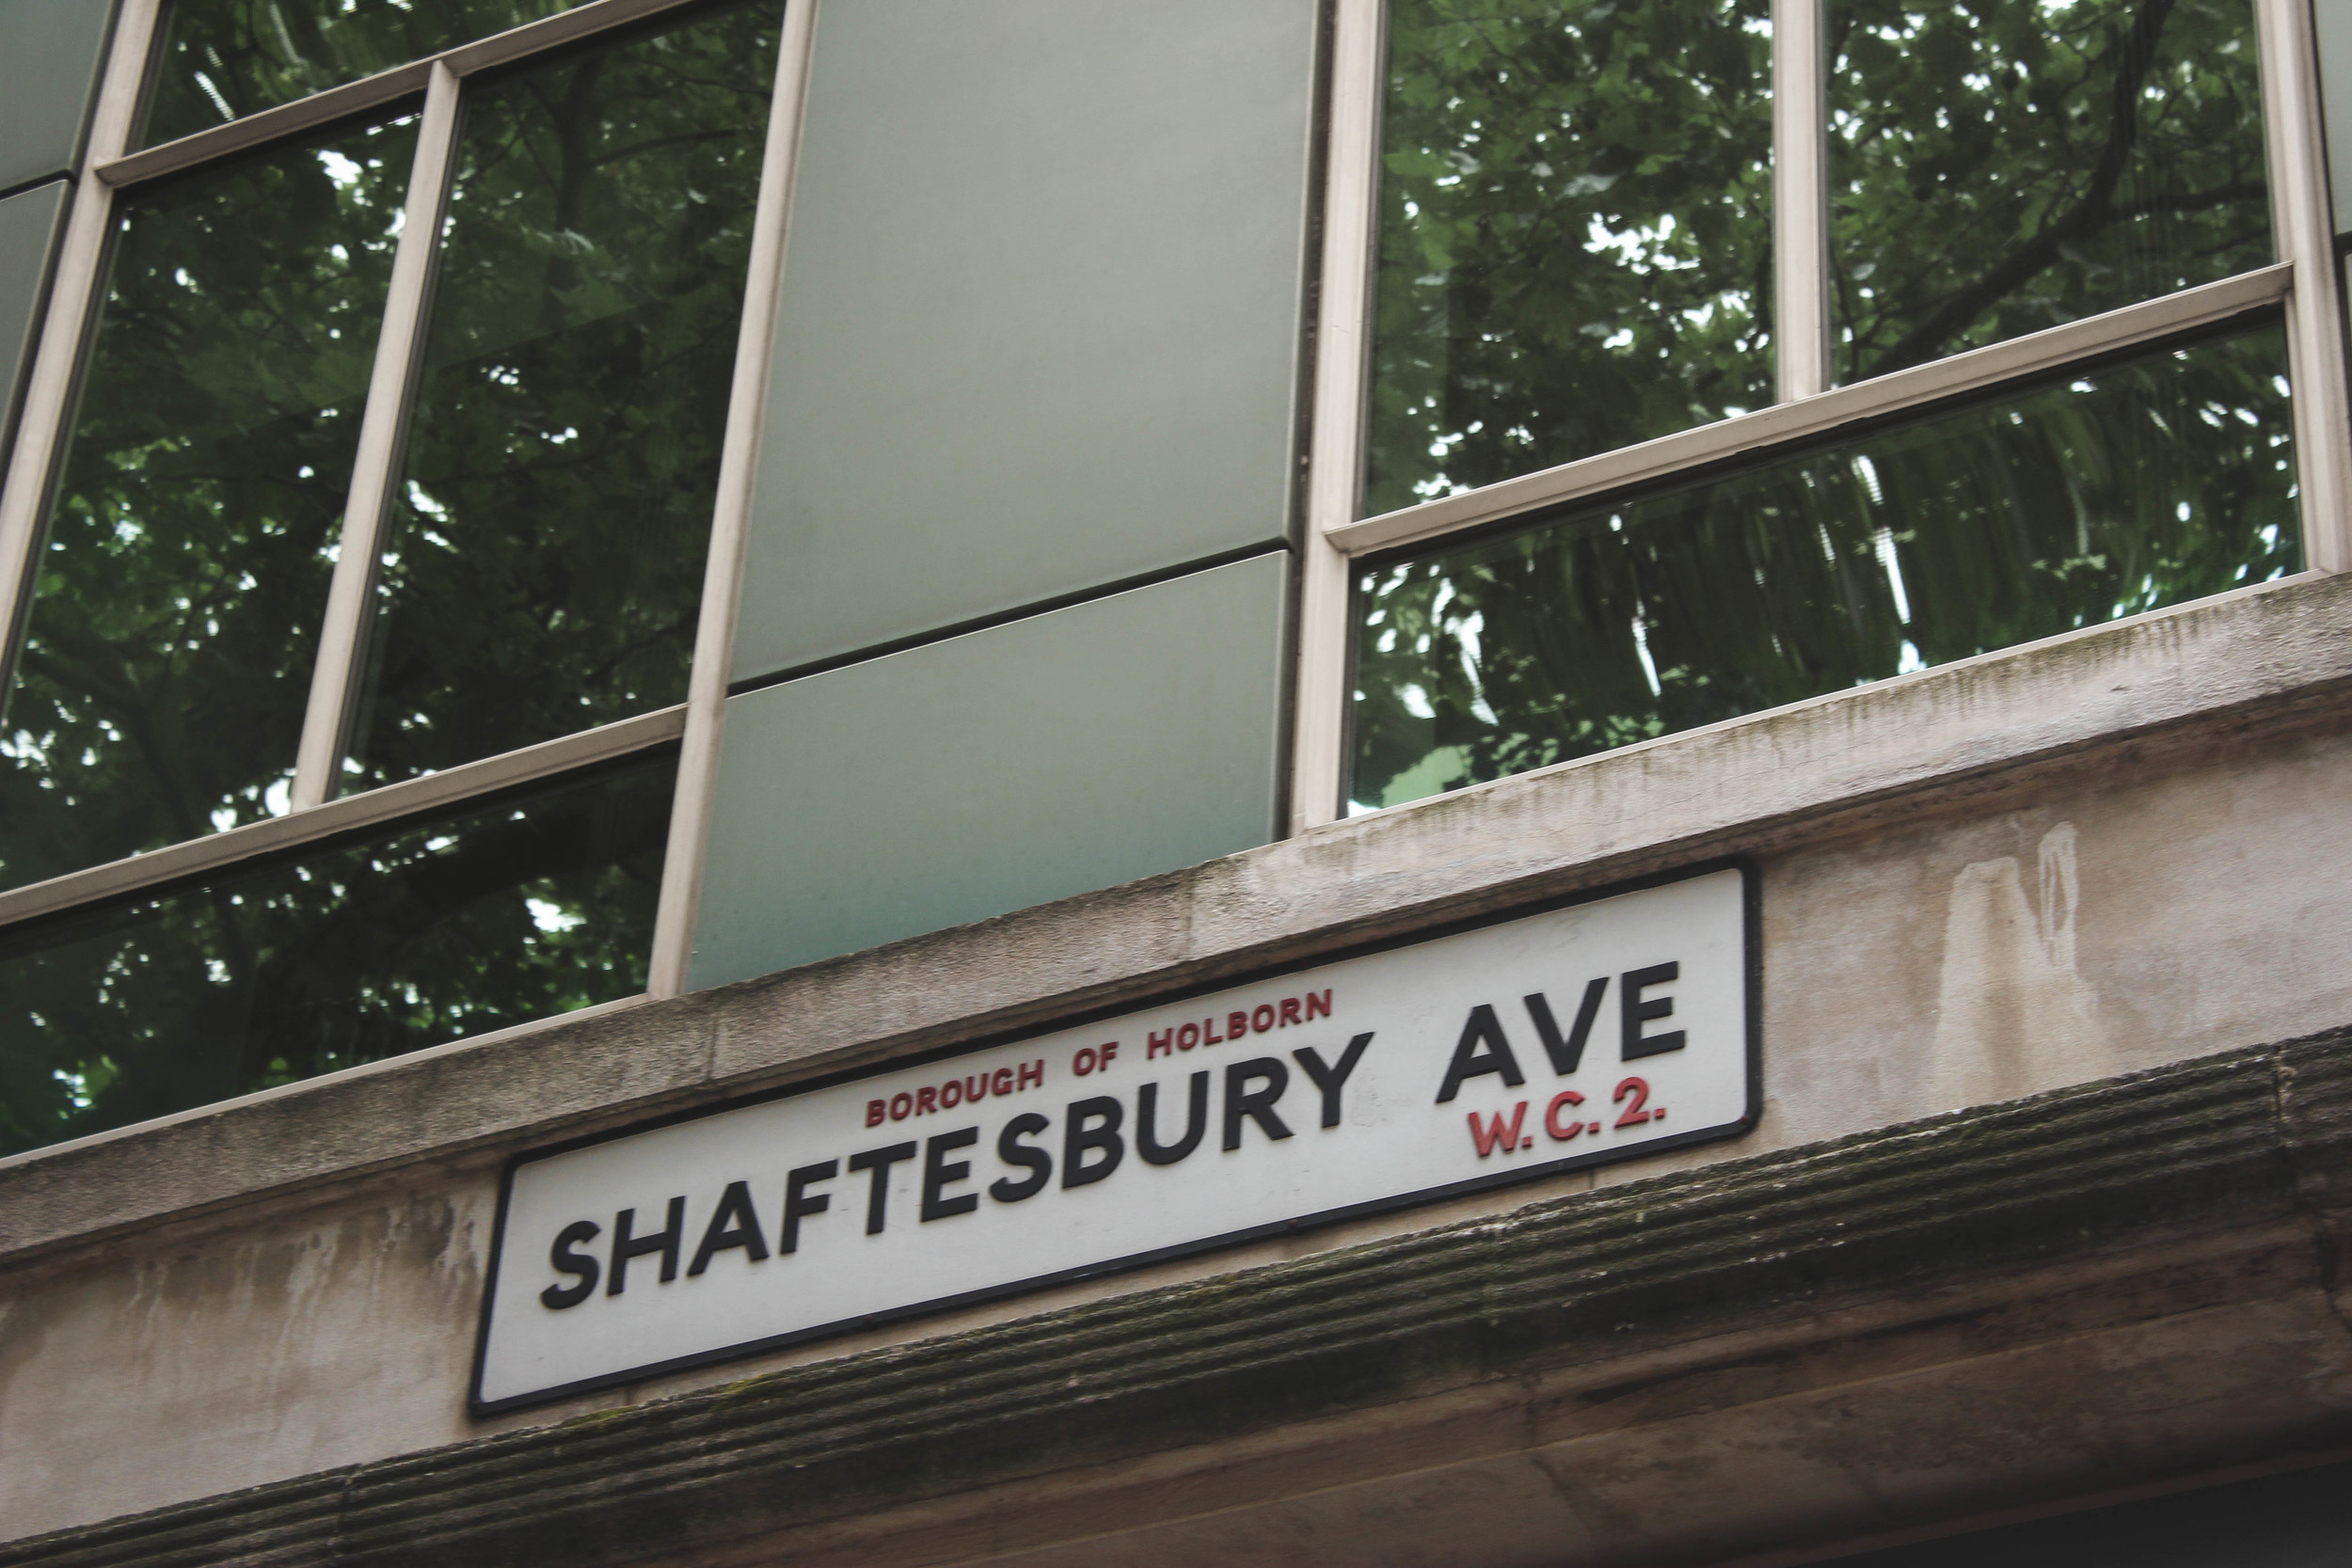 BOROUGH OF HOLBORN
SHAFTESBURY AVE
W.C.2.